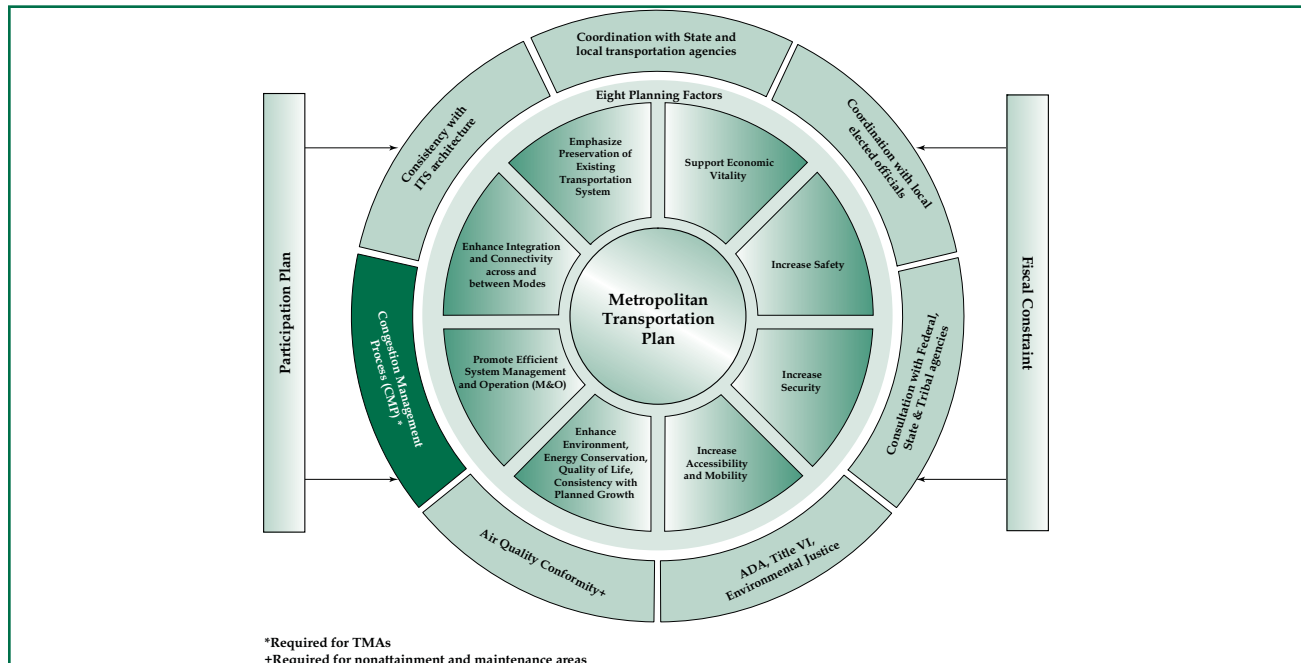 Coordination with State and
local transportation agencies
Coordination with local
elected officials
Consultation with Federal,
State & Tribal agencies
ADA, Title VI,
Environmental Justice
Air Quality Conformity+
Congestion Management
Process (CMP) *
Consistency with
ITS architecture
Participation Plan
Fiscal Constraint
Eight Planning Factors
Support Economic
Vitality
Increase Safety
Increase
Security
Increase
Accessibility
and Mobility
Enhance
Environment,
Energy Conservation,
Quality of Life,
Consistency with
Planned Growth
Promote Efficient
System Management
and Operation (M&O)
Enhance Integration
and Connectivity
across and
between Modes
Emphasize
Preservation of
Existing
Transportation
System
Metropolitan
Transportation
Plan
*Required for TMAs
+Required for nonattainment and maintenance areas